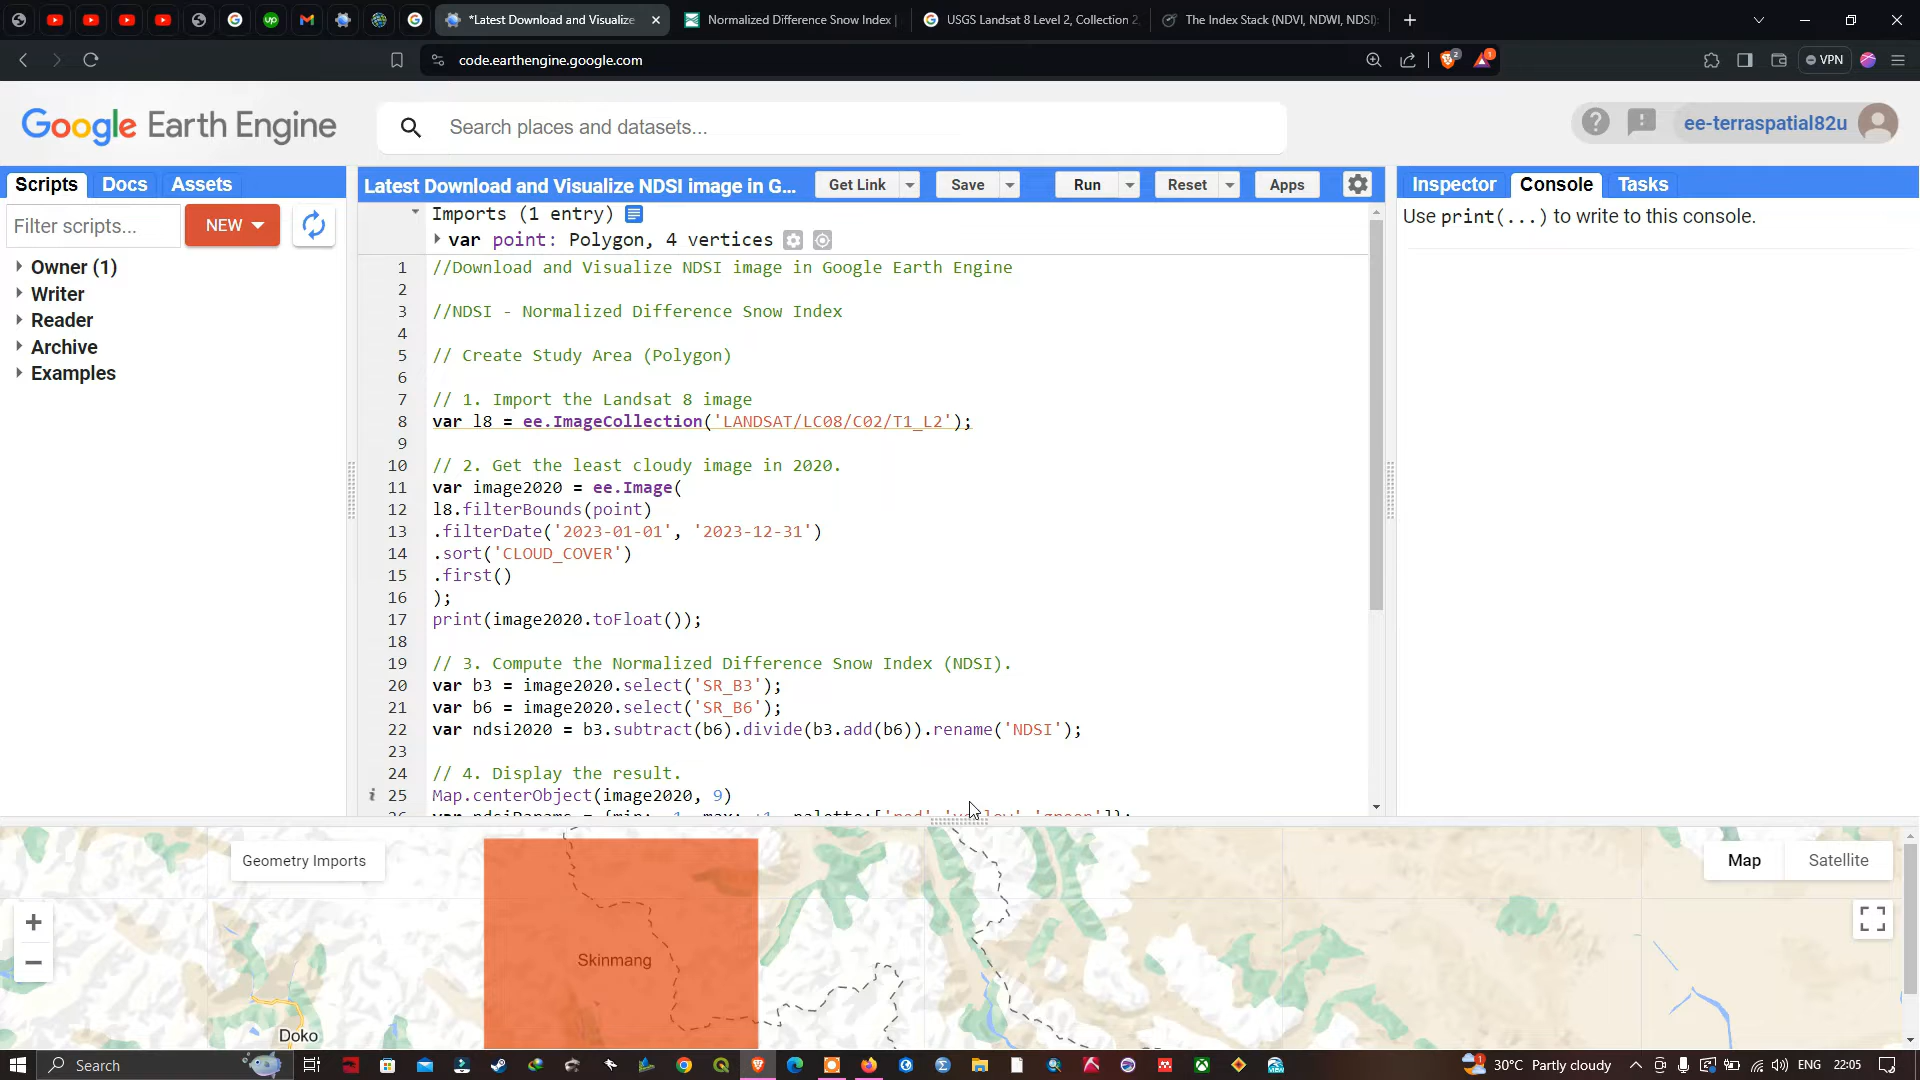 *Latest Download and Visualize
Normalized Difference Snow Index |
USGS Landsat 8 Level 2, Collection 2,
The Index Stack (NDVI, NDWI, NDSI)
code.earthengine.google.com
2
1
VPN
Google Earth Engine
Search places and datasets...
ee-terraspatial82u
Scripts
Docs
Assets
Latest Download and Visualize NDSI image in G...
Get Link
Save
Run
Reset
Apps
Inspector
Console
Tasks
Filter scripts...
NEW
Owner (1)
Writer
Reader
Archive
Examples
Use print(...) to write to this console.
Imports (1 entry)
var point: Polygon, 4 vertices
1 //Download and Visualize NDSI image in Google Earth Engine
2
3 //NDSI - Normalized Difference Snow Index
4
5 // Create Study Area (Polygon)
6
7 // 1. Import the Landsat 8 image
8 var l8 = ee.ImageCollection('LANDSAT/LC08/C02/T1_L2');
9
10 // 2. Get the least cloudy image in 2020.
11 var image2020 = ee.Image(
12 l8.filterBounds(point)
13 .filterDate('2023-01-01', '2023-12-31')
14 .sort('CLOUD_COVER')
15 .first()
16 );
17 print(image2020.toFloat());
18
19 // 3. Compute the Normalized Difference Snow Index (NDSI).
20 var b3 = image2020.select('SR_B3');
21 var b6 = image2020.select('SR_B6');
22 var ndsi2020 = b3.subtract(b6).divide(b3.add(b6)).rename('NDSI');
23
24 // 4. Display the result.
i 25 Map.centerObject(image2020, 9)
Geometry Imports
Map
Satellite
Skinmang
Doko
Search
30°C Partly cloudy
ENG
22:05